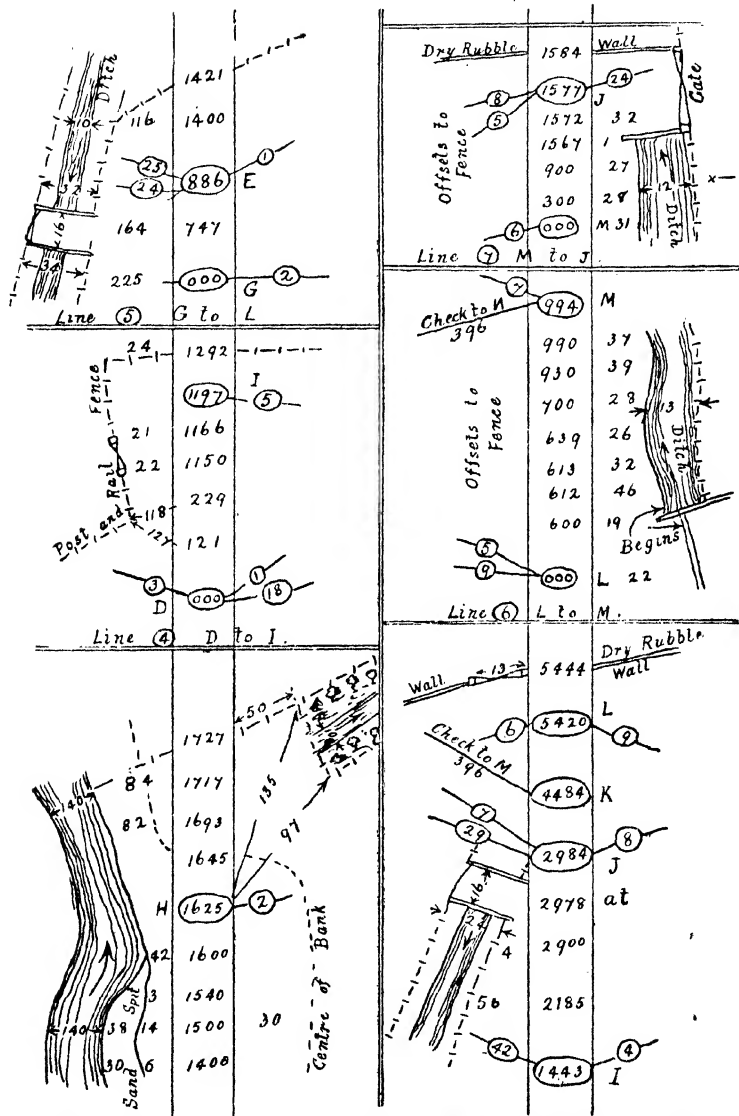 Ditch
1421
10
116 1400
25 1
24 886 E
32
16
164 747
34
225 000 G 2
Line 5 G to L
24 1292
I
Fence 1197 5
21 1166
22 1150
Post and Rail
118 229
127 121
3 1
D 000 18
Line 4 D to I.
50
1727
84 1717
140 135
82 1693 97
1645
H 1625 2
42 1600
Centre of Bank
3 1540
Spit
140 38 14 1500 30
30 6 1400
Sand
Dry Rubble 1584 Wall
24
8 1577 J Gate
5 1572 32
Offsets to Fence
1567 1
900 27
12
300 28
Ditch
6 000 M 31
Line 7 M to J.
7
994 M
Check to N
396
990 37
930 39
700 28 13
Offsets to Fence
639 26
Ditch
613 32
612 46
600 19
Begins
5
9 000 L 22
Line 6 L to M.
Dry Rubble
13 5444 Wall
Wall
L
6 5420 9
Check to M
396
4484 K
7
29 2984 J 8
16
2978 at
24
4 2900
56 2185
42 4
1443 I